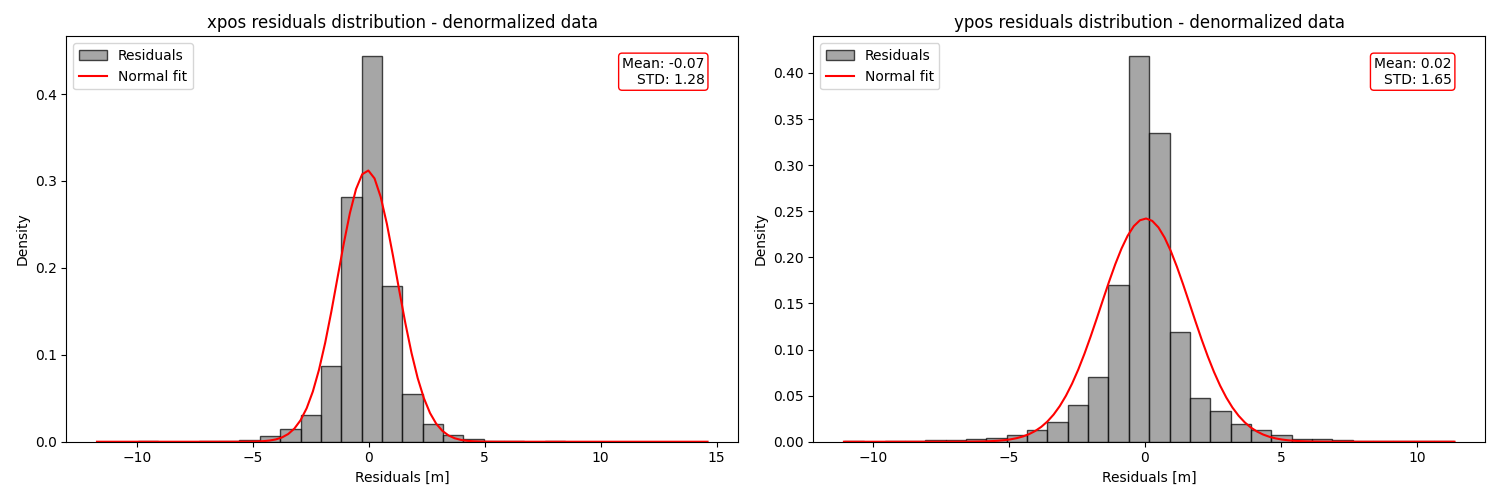 xpos residuals distribution - denormalized data
Residuals
Normal fit
Mean: -0.07
STD: 1.28
0.4
0.3
0.2
0.1
0.0
Density
−10
−5
0
5
10
15
Residuals [m]
ypos residuals distribution - denormalized data
Residuals
Normal fit
Mean: 0.02
STD: 1.65
0.40
0.35
0.30
0.25
0.20
0.15
0.10
0.05
0.00
Density
−10
−5
0
5
10
Residuals [m]